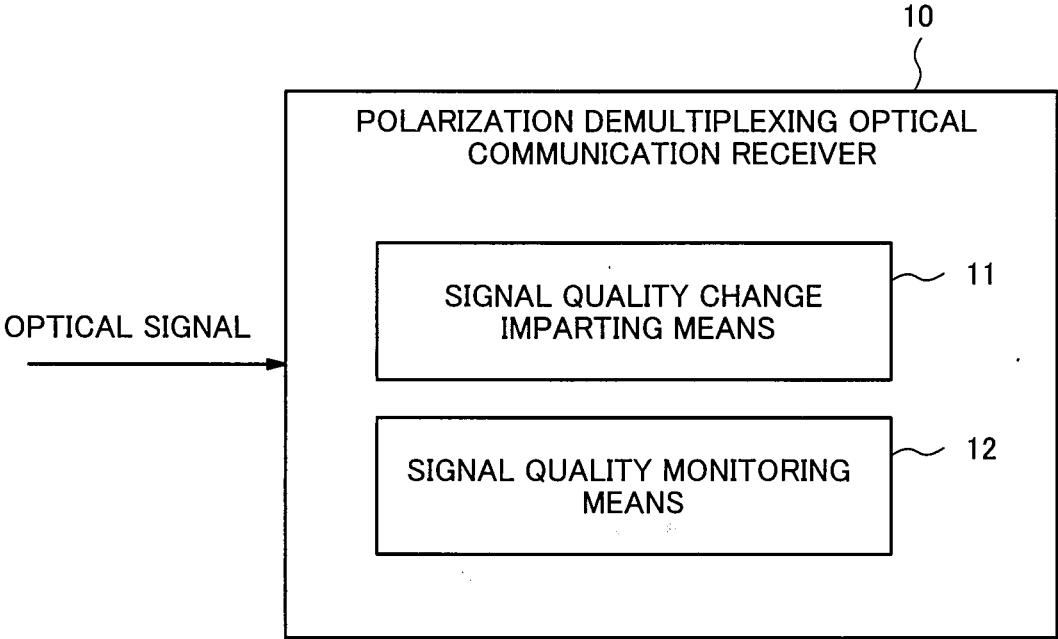 10
POLARIZATION DEMULTIPLEXING OPTICAL
COMMUNICATION RECEIVER
11
SIGNAL QUALITY CHANGE
IMPARTING MEANS
OPTICAL SIGNAL
12
SIGNAL QUALITY MONITORING
MEANS